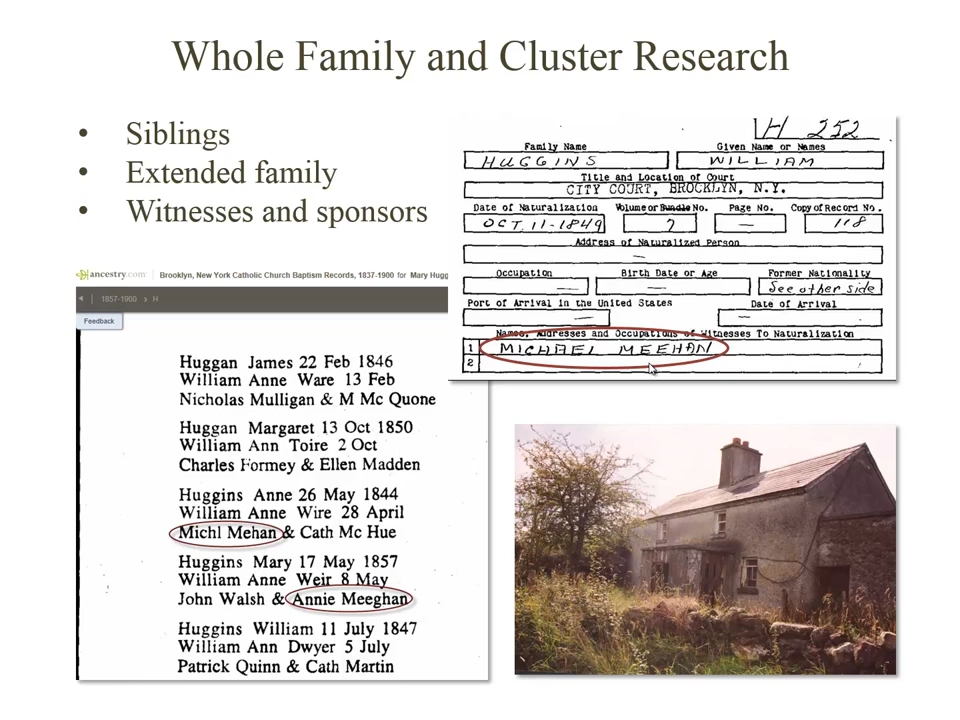 Whole Family and Cluster Research
• Siblings
• Extended family
• Witnesses and sponsors
H 252
Family Name
Given Name or Names
HUGGINS
WILLIAM
Title and Location of Court
CITY COURT, BROOKLYN, N.Y.
Date of Naturalization
Volume or Bundle No.
Page No.
Copy of Record No.
OCT. 11-1849
2
—
118
Address of Naturalized Person
—
Occupation
Birth Date or Age
Former Nationality
—
—
See other side
Port of Arrival in the United States
Date of Arrival
—
—
Names, Addresses and Occupations of Witnesses To Naturalization
1 MICHAEL MEEHAN
2
ancestry.com Brooklyn, New York Catholic Church Baptism Records, 1837-1900 for Mary Hugg
1857-1900 > H
Feedback
Huggan James 22 Feb 1846
William Anne Ware 13 Feb
Nicholas Mulligan & M Mc Quone
Huggan Margaret 13 Oct 1850
William Ann Toire 2 Oct
Charles Formey & Ellen Madden
Huggins Anne 26 May 1844
William Anne Wire 28 April
Michl Mehan & Cath Mc Hue
Huggins Mary 17 May 1857
William Anne Weir 8 May
John Walsh & Annie Meeghan
Huggins William 11 July 1847
William Ann Dwyer 5 July
Patrick Quinn & Cath Martin